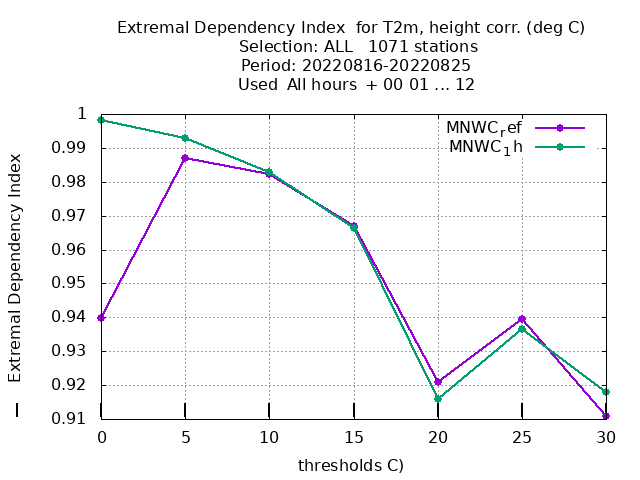 Extremal Dependency Index  for T2m, height corr. (deg C)
Selection: ALL   1071 stations
Period: 20220816-20220825
Used  All hours  + 00 01 ... 12
MNWCref
MNWC1h
1
0.99
0.98
0.97
0.96
0.95
0.94
0.93
0.92
0.91
Extremal Dependency Index
0 5 10 15 20 25 30
thresholds C)